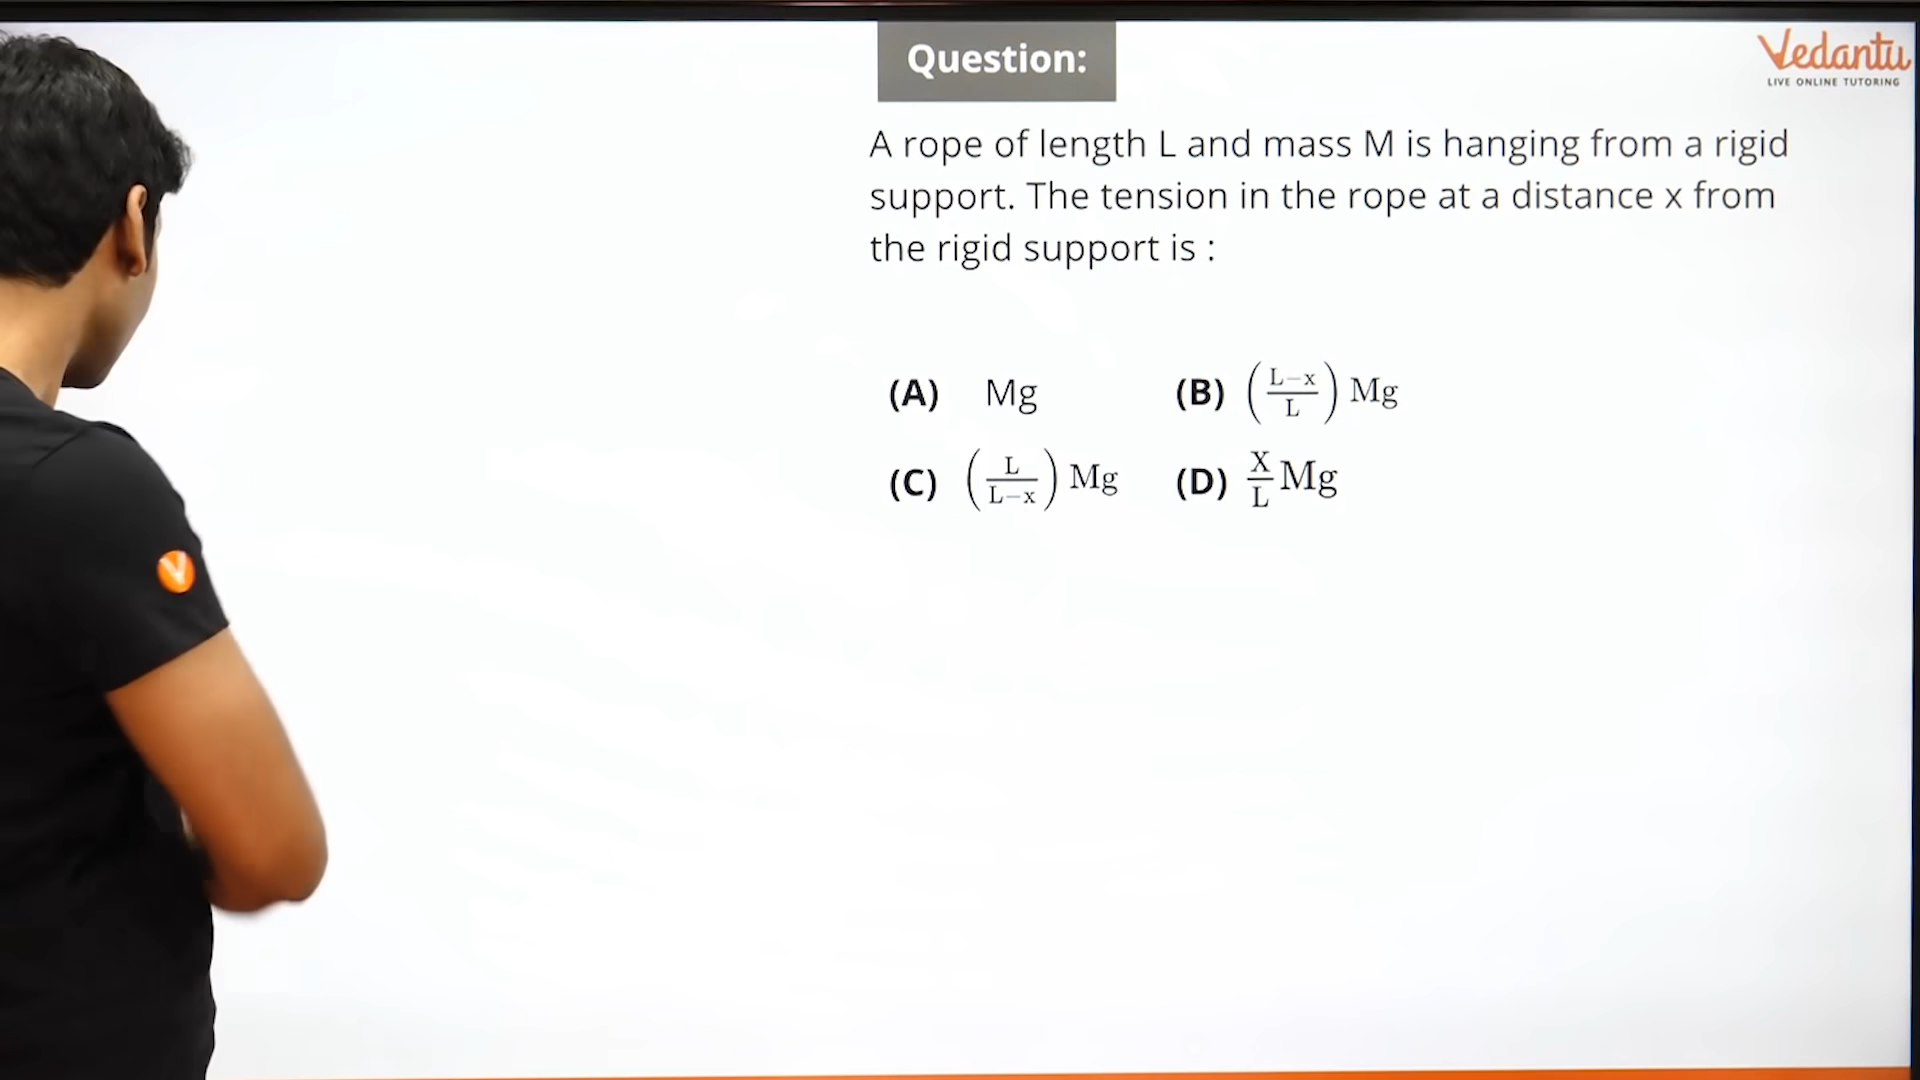 Question:
Vedantu
LIVE ONLINE TUTORING
A rope of length L and mass M is hanging from a rigid
support. The tension in the rope at a distance x from
the rigid support is :
(A) Mg (B) (L−x/L) Mg
(C) (L/L−x) Mg (D) X/L Mg
V